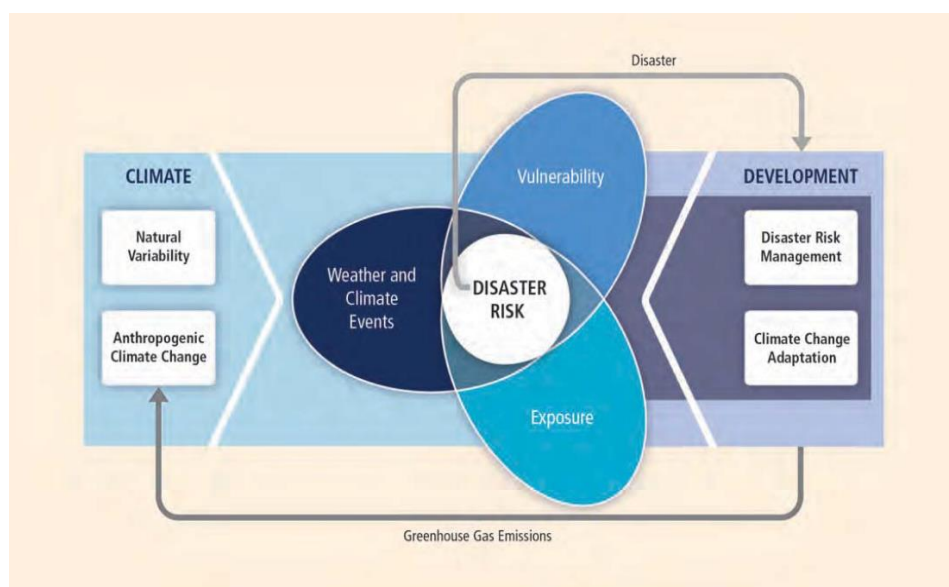 Disaster
CLIMATE
Natural
Variability
Anthropogenic
Climate Change
Vulnerability
Weather and
Climate
Events
DISASTER
RISK
Exposure
DEVELOPMENT
Disaster Risk
Management
Climate Change
Adaptation
Greenhouse Gas Emissions